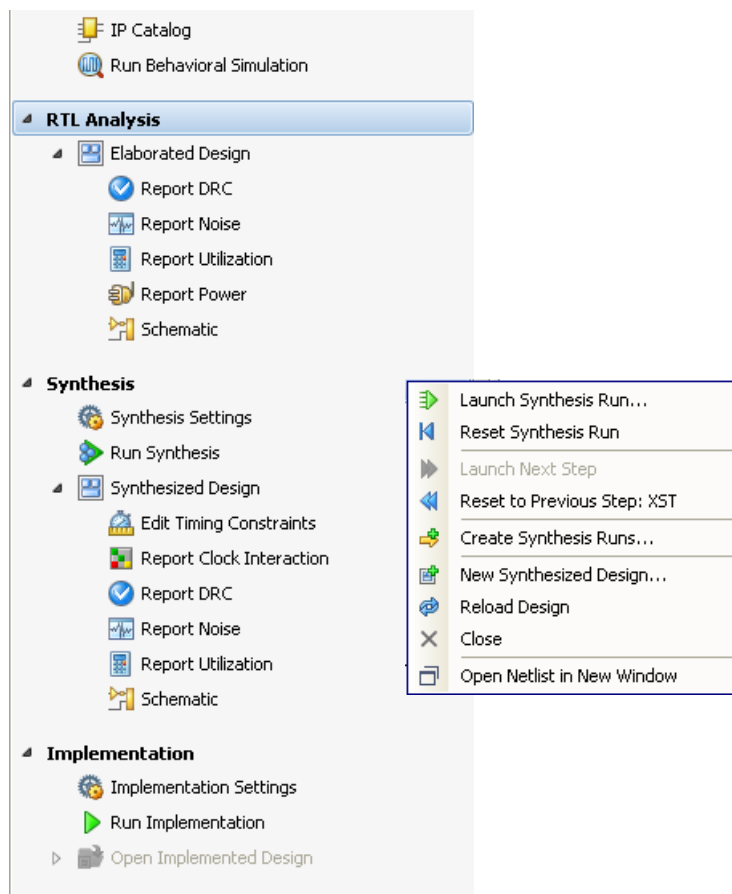 IP Catalog
Run Behavioral Simulation
RTL Analysis
Elaborated Design
Report DRC
Report Noise
Report Utilization
Report Power
Schematic
Synthesis
Synthesis Settings
Run Synthesis
Synthesized Design
Edit Timing Constraints
Report Clock Interaction
Report DRC
Report Noise
Report Utilization
Schematic
Implementation
Implementation Settings
Run Implementation
Open Implemented Design
Launch Synthesis Run...
Reset Synthesis Run
Launch Next Step
Reset to Previous Step: XST
Create Synthesis Runs...
New Synthesized Design...
Reload Design
Close
Open Netlist in New Window